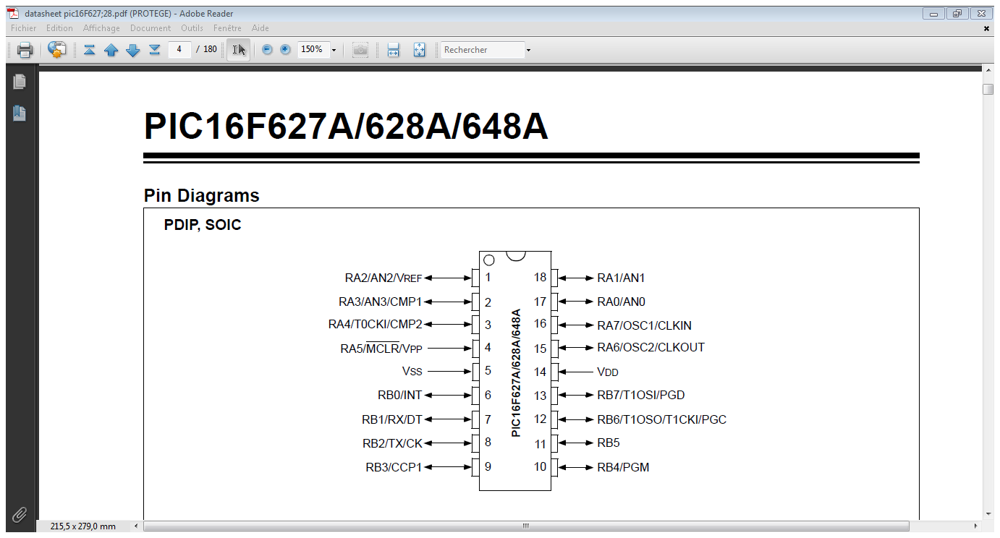 datasheet pic16F627;28.pdf (PROTEGE) - Adobe Reader
Fichier Edition Affichage Document Outils Fenêtre Aide
4 / 180 150% Rechercher
PIC16F627A/628A/648A
Pin Diagrams
PDIP, SOIC
RA2/AN2/VREF 1 18 RA1/AN1
RA3/AN3/CMP1 2 17 RA0/AN0
RA4/T0CKI/CMP2 3 16 RA7/OSC1/CLKIN
RA5/MCLR/VPP 4 15 RA6/OSC2/CLKOUT
VSS 5 14 VDD
RB0/INT 6 13 RB7/T1OSI/PGD
RB1/RX/DT 7 12 RB6/T1OSO/T1CKI/PGC
RB2/TX/CK 8 11 RB5
RB3/CCP1 9 10 RB4/PGM
PIC16F627A/628A/648A
215,5 x 279,0 mm